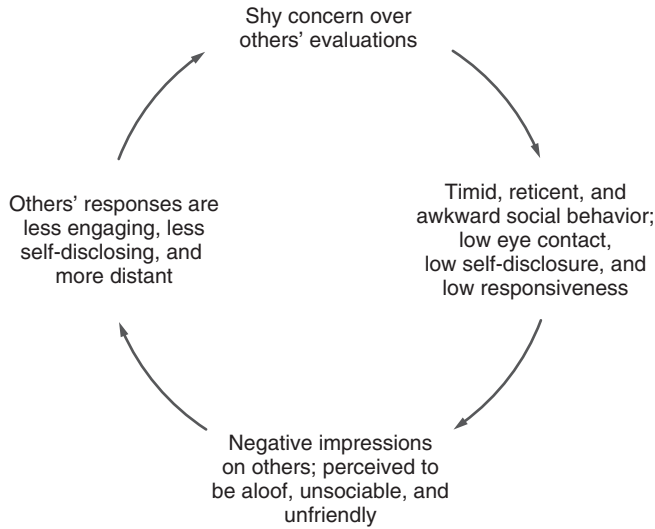 Shy concern over
others’ evaluations
Timid, reticent, and
awkward social behavior;
low eye contact,
low self-disclosure, and
low responsiveness
Negative impressions
on others; perceived to
be aloof, unsociable, and
unfriendly
Others’ responses are
less engaging, less
self-disclosing, and
more distant